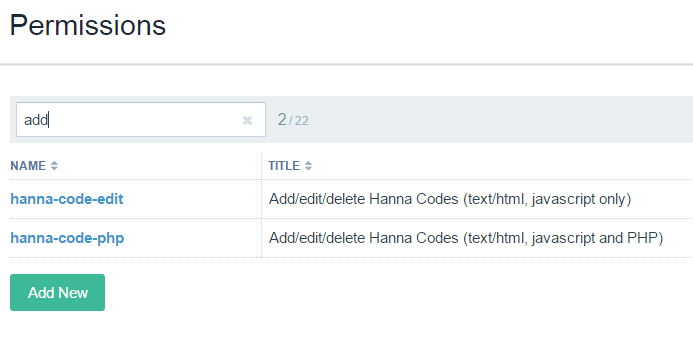 Permissions
add 2 / 22
NAME TITLE
hanna-code-edit Add/edit/delete Hanna Codes (text/html, javascript only)
hanna-code-php Add/edit/delete Hanna Codes (text/html, javascript and PHP)
Add New